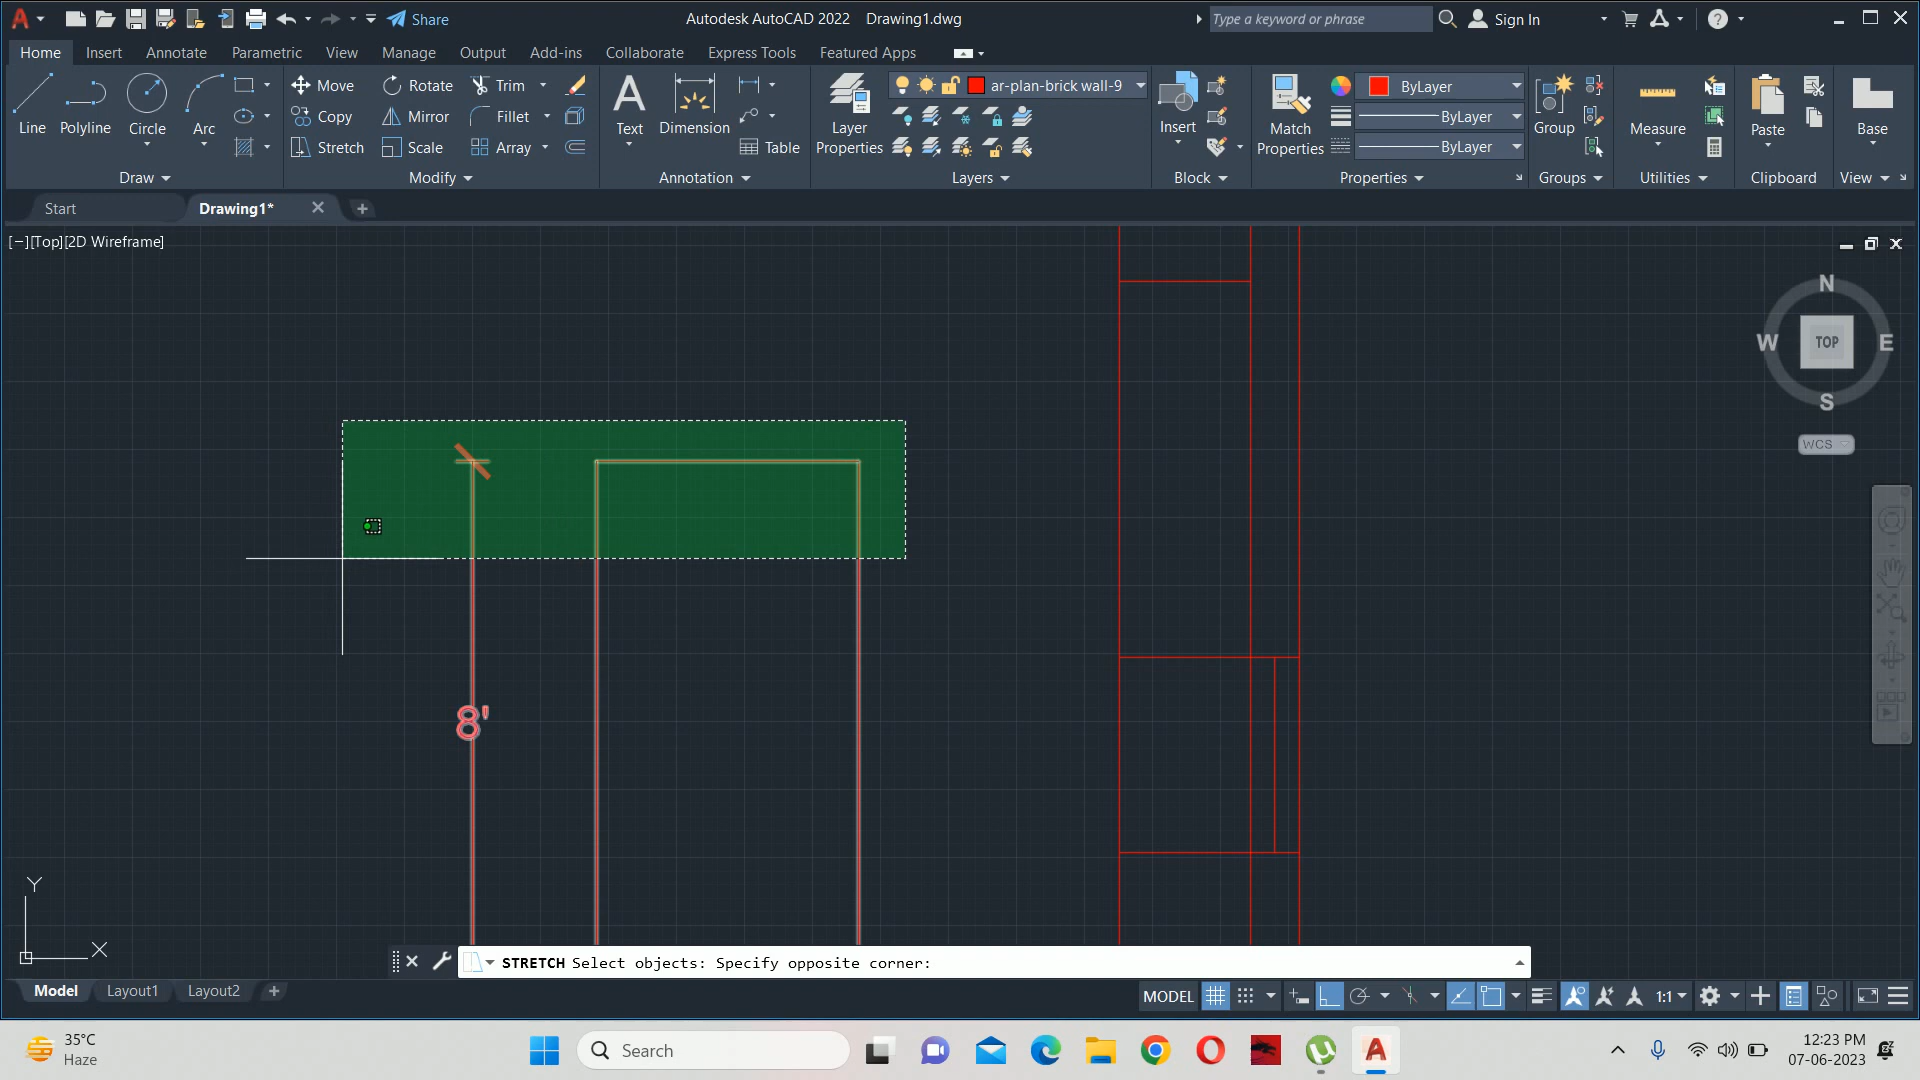 Share
Autodesk AutoCAD 2022 Drawing1.dwg
Type a keyword or phrase
Sign In
Home Insert Annotate Parametric View Manage Output Add-ins Collaborate Express Tools Featured Apps
Line Polyline Circle Arc
Draw
Move Rotate Trim
Copy Mirror Fillet
Stretch Scale Array
Modify
Text Dimension Table
Annotation
Layer Properties
ar-plan-brick wall-9
Layers
Insert
Block
Match Properties
ByLayer
ByLayer
ByLayer
Properties
Group
Groups
Measure
Utilities
Paste
Clipboard
Base
View
Start Drawing1*
[−][Top][2D Wireframe]
N
W TOP E
S
WCS
8'
Y
X
STRETCH Select objects: Specify opposite corner:
Model Layout1 Layout2
MODEL
1:1
35°C
Haze
Search
12:23 PM
07-06-2023